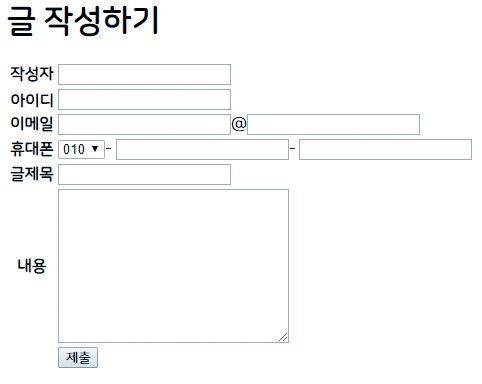 글 작성하기
작성자
아이디
이메일 @
휴대폰 010 - -
글제목
내용
제출